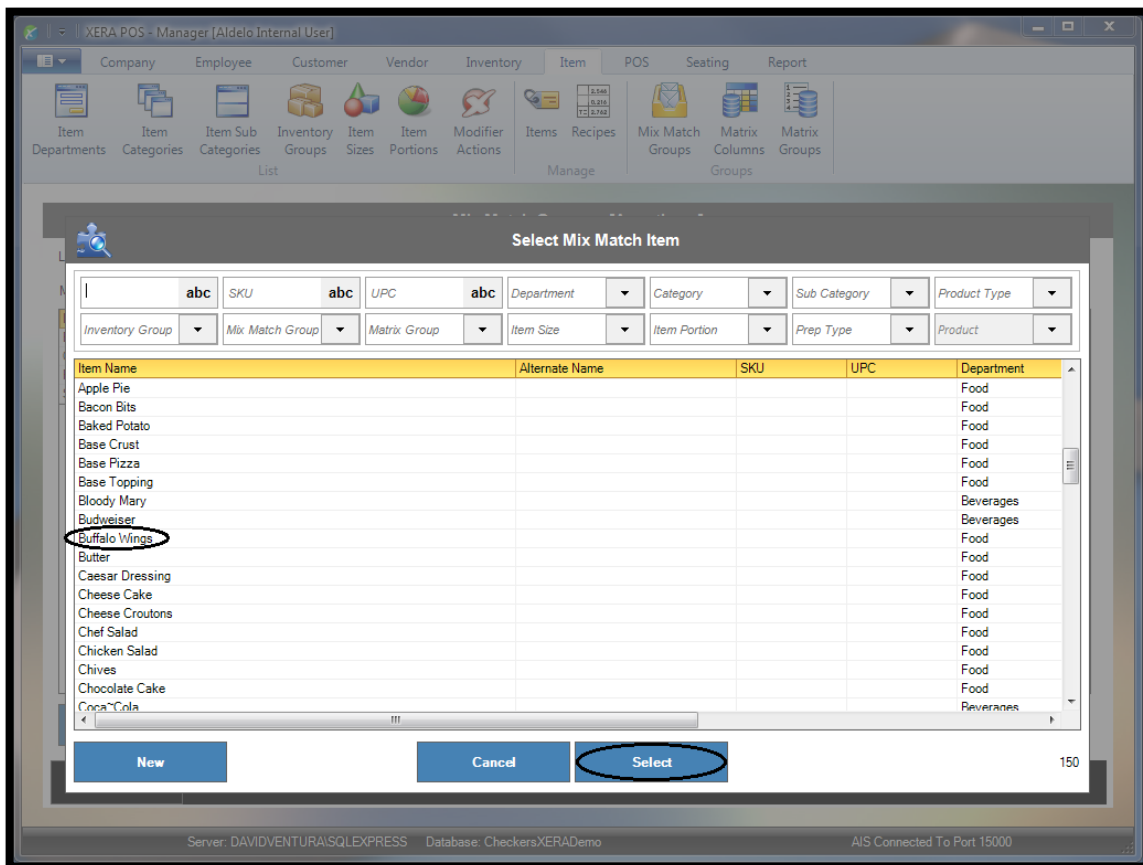 XERA POS - Manager [Aldelo Internal User]
Company Employee Customer Vendor Inventory Item POS Seating Report
Item Departments
Item Categories
Item Sub Categories
Inventory Groups
Item Sizes
Item Portions
Modifier Actions
Items
Recipes
Mix Match Groups
Matrix Columns
Matrix Groups
List
Manage
Groups
Select Mix Match Item
abc SKU abc UPC abc Department Category Sub Category Product Type
Inventory Group Mix Match Group Matrix Group Item Size Item Portion Prep Type Product
Item Name Alternate Name SKU UPC Department
Apple Pie Food
Bacon Bits Food
Baked Potato Food
Base Crust Food
Base Pizza Food
Base Topping Food
Bloody Mary Beverages
Budweiser Beverages
Buffalo Wings Food
Butter Food
Caesar Dressing Food
Cheese Cake Food
Cheese Croutons Food
Chef Salad Food
Chicken Salad Food
Chives Food
Chocolate Cake Food
Coca~Cola Beverages
New Cancel Select 150
Server: DAVIDVENTURA\SQLEXPRESS Database: CheckersXERADemo AIS Connected To Port 15000